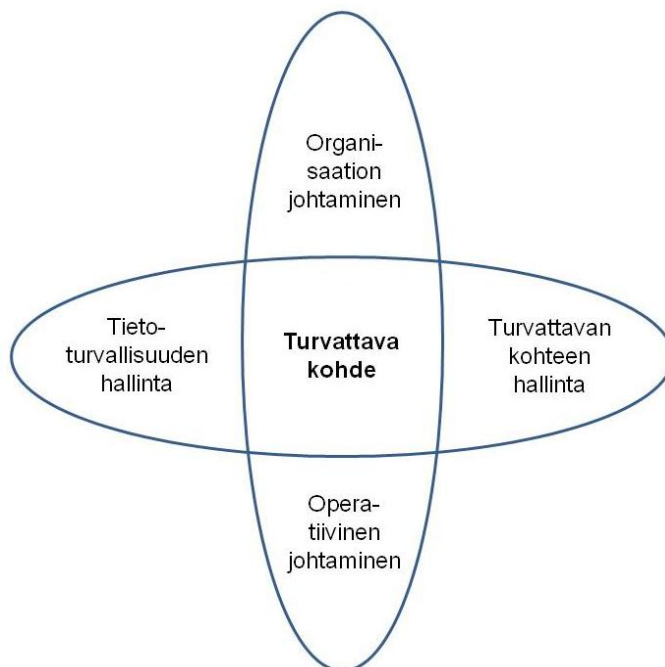 Organi-
saation
johtaminen
Tieto-
turvallisuuden
hallinta
Turvattava
kohde
Turvattavan
kohteen
hallinta
Opera-
tiivinen
johtaminen